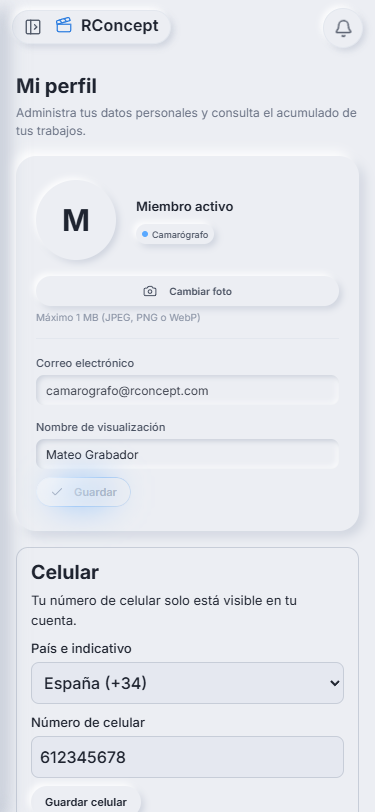 RConcept
Mi perfil
Administra tus datos personales y consulta el acumulado de
tus trabajos.
M
Miembro activo
Camarógrafo
Cambiar foto
Máximo 1 MB (JPEG, PNG o WebP)
Correo electrónico
camarografo@rconcept.com
Nombre de visualización
Mateo Grabador
Guardar
Celular
Tu número de celular solo está visible en tu
cuenta.
País e indicativo
España (+34)
Número de celular
612345678
Guardar celular